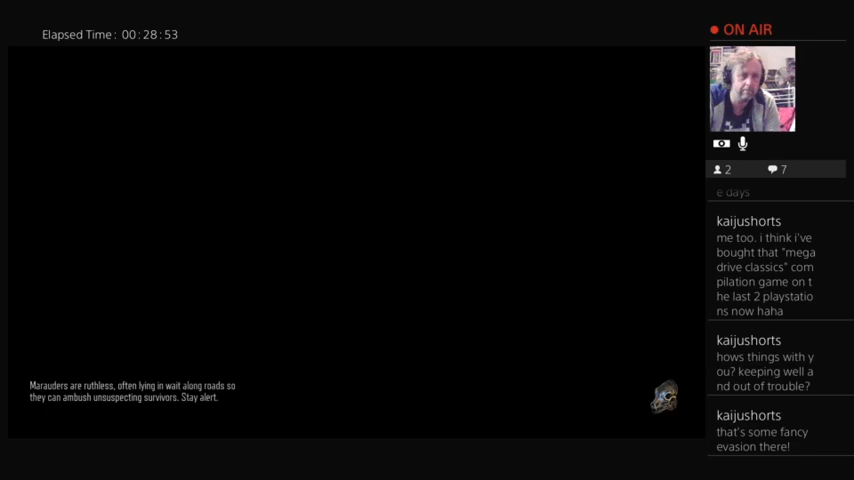 Elapsed Time: 00:28:53
ON AIR
2 7
e days
kaijushorts
me too. i think i've
bought that "mega
drive classics" com
pilation game on t
he last 2 playstatio
ns now haha
kaijushorts
hows things with y
ou? keeping well a
nd out of trouble?
kaijushorts
that's some fancy
evasion there!
Marauders are ruthless, often lying in wait along roads so
they can ambush unsuspecting survivors. Stay alert.